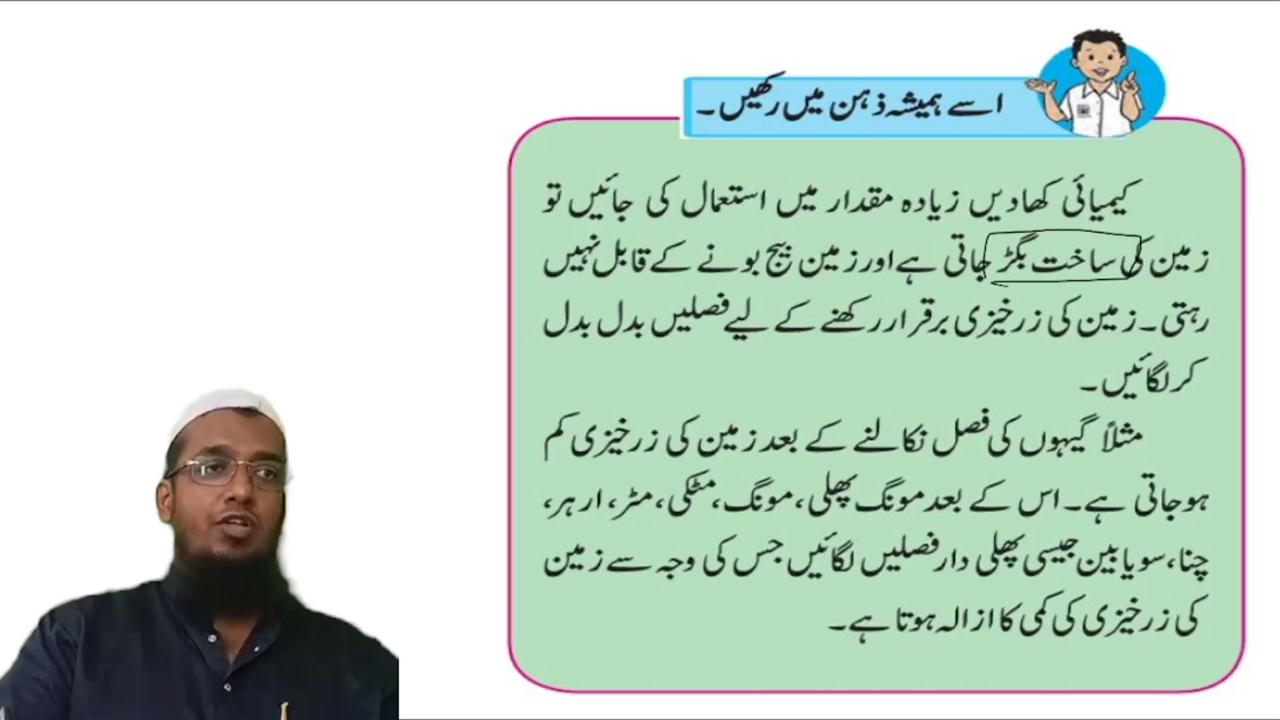 اسے ہمیشہ ذہن میں رکھیں۔
کیمیائی کھادیں زیادہ مقدار میں استعمال کی جائیں تو
زمین کی ساخت بگڑ جاتی ہے اور زمین بیج بونے کے قابل نہیں
رہتی۔ زمین کی زرخیزی برقرار رکھنے کے لیے فصلیں بدل بدل
کر لگائیں۔
مثلاً گیہوں کی فصل نکالنے کے بعد زمین کی زرخیزی کم
ہو جاتی ہے۔ اس کے بعد مونگ پھلی، مونگ، مٹکی، مٹر، ارہر،
چنا، سویابین جیسی پھلی دار فصلیں لگائیں جس کی وجہ سے زمین
کی زرخیزی کی کمی کا ازالہ ہوتا ہے۔